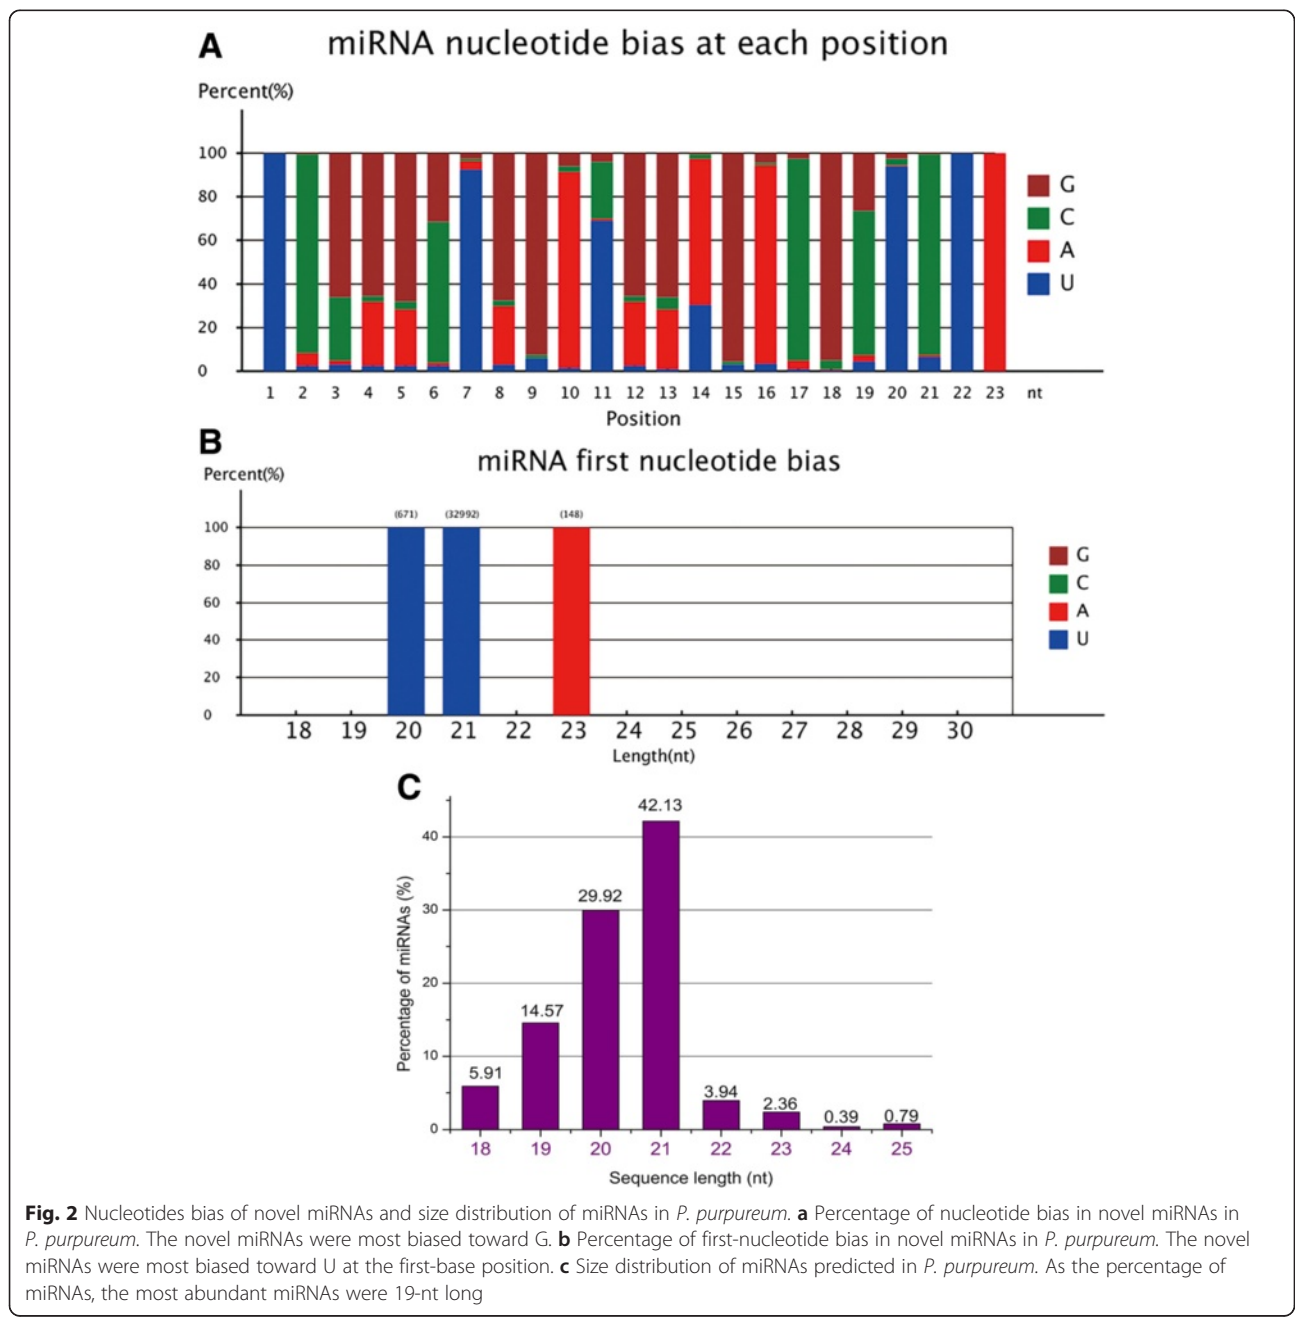 A
miRNA nucleotide bias at each position
Percent(%)
100
80
60
40
20
0
G
C
A
U
1 2 3 4 5 6 7 8 9 10 11 12 13 14 15 16 17 18 19 20 21 22 23 nt
Position
B
miRNA first nucleotide bias
Percent(%)
(671) (32992) (148)
100
80
60
40
20
0
G
C
A
U
18 19 20 21 22 23 24 25 26 27 28 29 30
Length(nt)
C
Percentage of miRNAs (%)
40
30
20
10
0
5.91
14.57
29.92
42.13
3.94
2.36
0.39
0.79
18 19 20 21 22 23 24 25
Sequence length (nt)
Fig. 2 Nucleotides bias of novel miRNAs and size distribution of miRNAs in P. purpureum. a Percentage of nucleotide bias in novel miRNAs in
P. purpureum. The novel miRNAs were most biased toward G. b Percentage of first-nucleotide bias in novel miRNAs in P. purpureum. The novel
miRNAs were most biased toward U at the first-base position. c Size distribution of miRNAs predicted in P. purpureum. As the percentage of
miRNAs, the most abundant miRNAs were 19-nt long